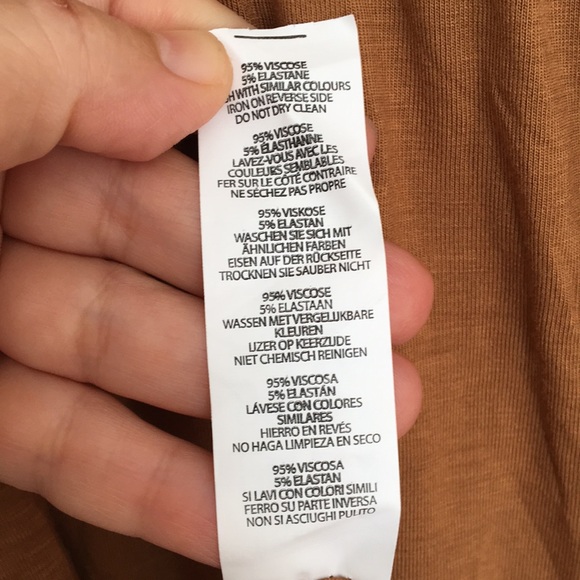 95% VISCOSE
5% ELASTANE
WITH SIMILAR COLOURS
IRON ON REVERSE SIDE
DO NOT DRY CLEAN
95% VISCOSE
5% ÉLASTHANNE
LAVEZ-VOUS AVEC LES
COULEURS SEMBLABLES
FER SUR LE CÔTÉ CONTRAIRE
NE SÉCHEZ PAS PROPRE
95% VISKOSE
5% ELASTAN
WASCHEN SIE SICH MIT
ÄHNLICHEN FARBEN
EISEN AUF DER RÜCKSEITE
TROCKNEN SIE SAUBER NICHT
95% VISCOSE
5% ELASTAAN
WASSEN MET VERGELIJKBARE
KLEUREN
IJZER OP KEERZIJDE
NIET CHEMISCH REINIGEN
95% VISCOSA
5% ELASTÁN
LÁVESE CON COLORES
SIMILARES
HIERRO EN REVÉS
NO HAGA LIMPIEZA EN SECO
95% VISCOSA
5% ELASTAN
SI LAVI CON COLORI SIMILI
FERRO SU PARTE INVERSA
NON SI ASCIUGHI PULITO